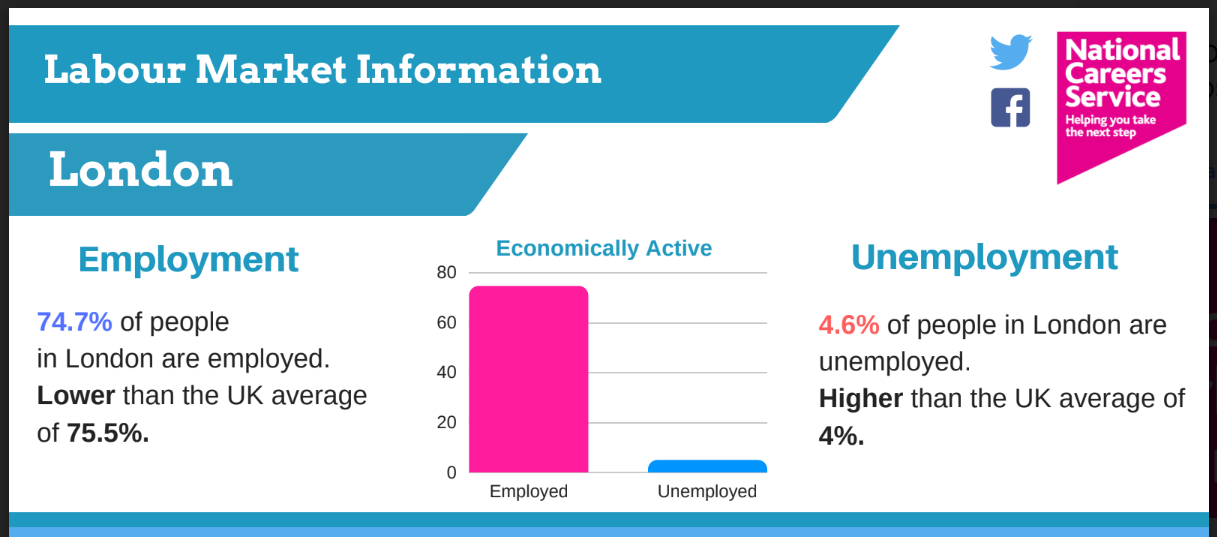 Labour Market Information
National
Careers
Service
Helping you take
the next step
London
Employment
74.7% of people
in London are employed.
Lower than the UK average
of 75.5%.
Economically Active
80
60
40
20
0
Employed
Unemployed
Unemployment
4.6% of people in London are
unemployed.
Higher than the UK average of
4%.